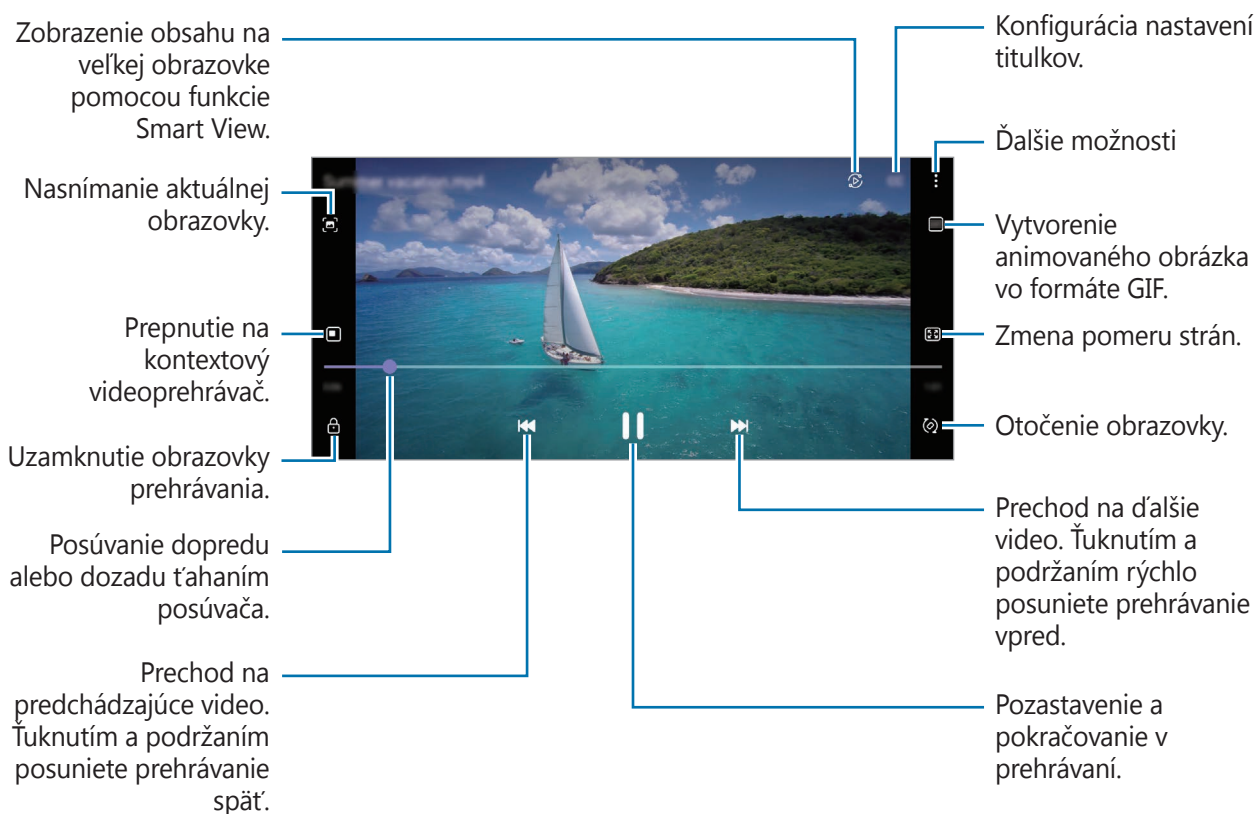 Zobrazenie obsahu na
veľkej obrazovke
pomocou funkcie
Smart View.
Nasnímanie aktuálnej
obrazovky.
Prepnutie na
kontextový
videoprehrávač.
Uzamknutie obrazovky
prehrávania.
Posúvanie dopredu
alebo dozadu ťahaním
posúvača.
Prechod na
predchádzajúce video.
Ťuknutím a podržaním
posuniete prehrávanie
späť.
Konfigurácia nastavení
titulkov.
Ďalšie možnosti
Vytvorenie
animovaného obrázka
vo formáte GIF.
Zmena pomeru strán.
Otočenie obrazovky.
Prechod na ďalšie
video. Ťuknutím a
podržaním rýchlo
posuniete prehrávanie
vpred.
Pozastavenie a
pokračovanie v
prehrávaní.